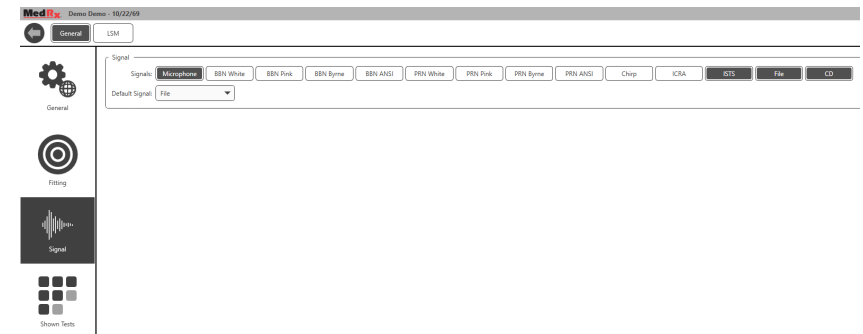 MedRx Demo Demo - 10/22/69
General LSM
Signal
Signals: Microphone BBN White BBN Pink BBN Byrne BBN ANSI PRN White PRN Pink PRN Byrne PRN ANSI Chirp ICRA ISTS File CD
Default Signal: File
General
Fitting
Signal
Shown Tests